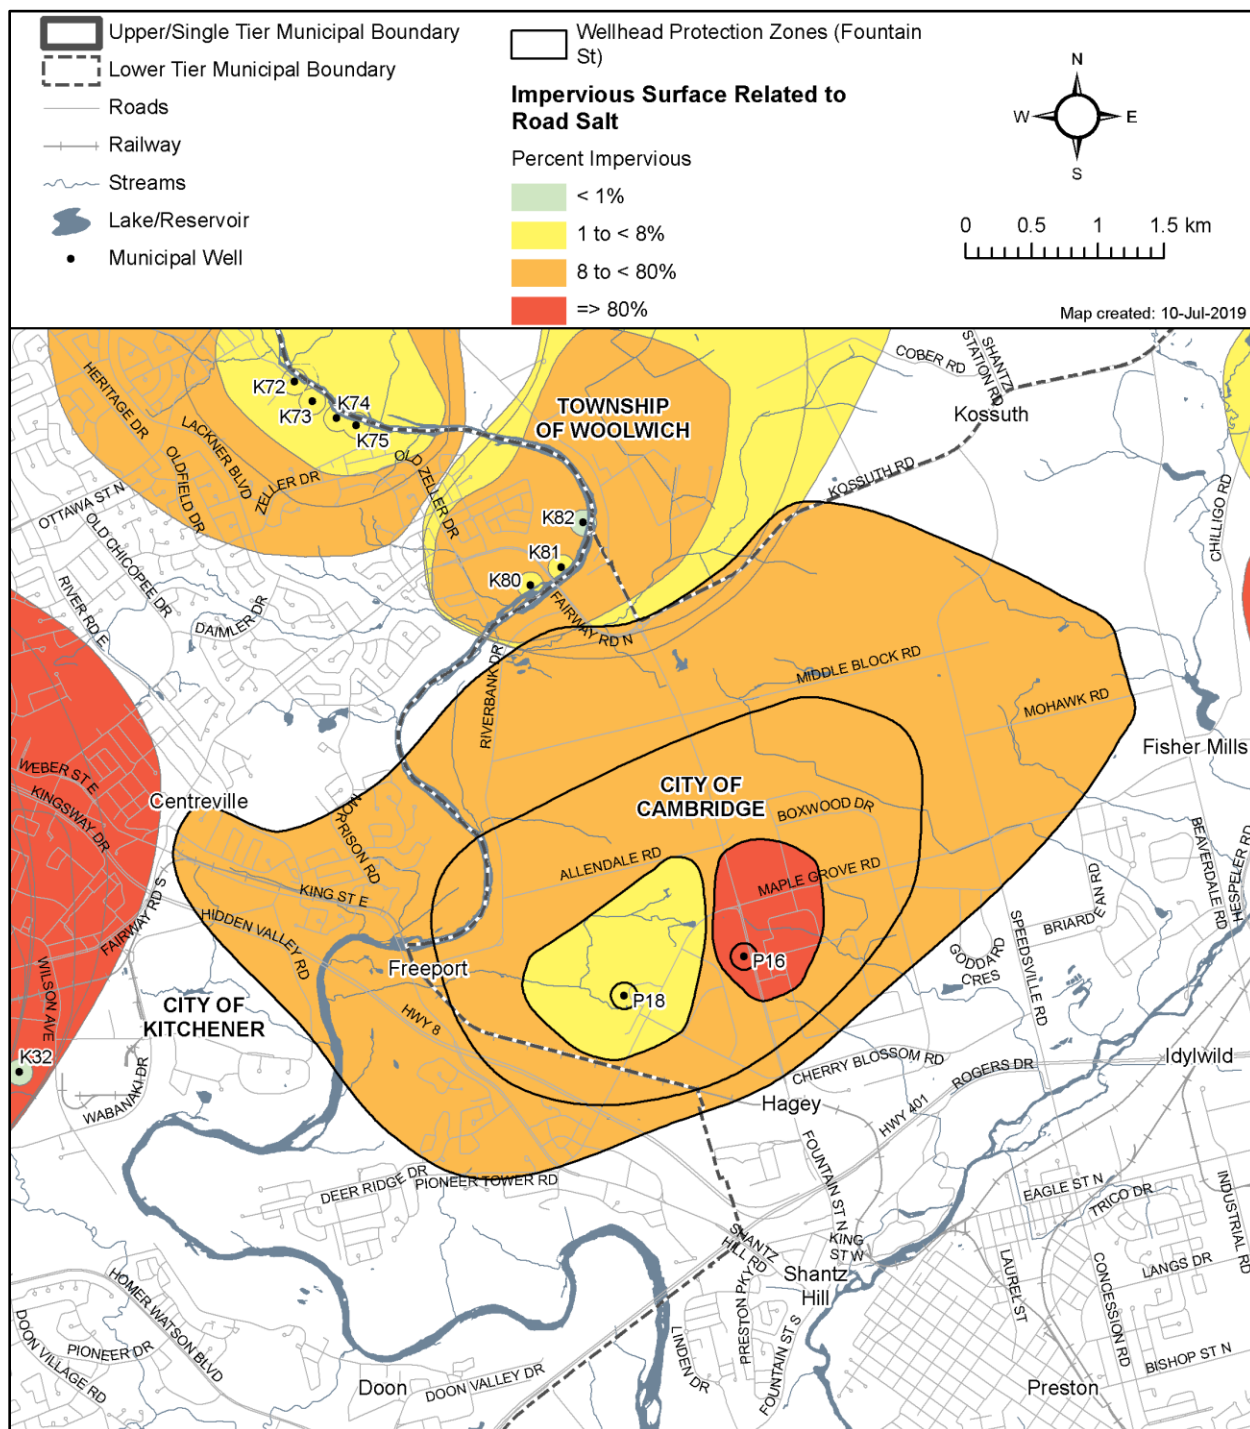 Upper/Single Tier Municipal Boundary
Lower Tier Municipal Boundary
Roads
Railway
Streams
Lake/Reservoir
Municipal Well
Wellhead Protection Zones (Fountain
St)
Impervious Surface Related to
Road Salt
Percent Impervious
< 1%
1 to < 8%
8 to < 80%
=> 80%
N
W
E
S
0 0.5 1 1.5 km
Map created: 10-Jul-2019
COBER RD
SHANTZ
STATION RD
Kossuth
HERITAGE DR
LACKNER BLVD
OLDFIELD DR
ZELLER DR
OTTAWA ST N
K72
K73
K74
K75
OLD ZELLER DR
TOWNSHIP
OF WOOLWICH
KOSSUTH RD
CHILLIGO RD
K82
K81
K80
FAIRWAY RD N
OLD CHICOPEE DR
RIVER RD E
DAIMLER DR
RIVERBANK DR
MIDDLE BLOCK RD
MOHAWK RD
Fisher Mills
WEBER ST E
KINGSWAY DR
Centreville
MORRISON RD
CITY OF
CAMBRIDGE
BOXWOOD DR
ALLENDALE RD
MAPLE GROVE RD
KING ST E
HIDDEN VALLEY RD
FAIRWAY RD S
WILSON AVE
BEAVERDALE RD
HESPELER RD
BRIARDEAN RD
GODDARD
CRES
SPEEDSVILLE RD
Freeport
P16
P18
CITY OF
KITCHENER
HWY 8
K32
WABANAKI DR
CHERRY BLOSSOM RD
ROGERS DR
Idylwild
Hagey
HWY 401
FOUNTAIN ST N
DEER RIDGE DR
PIONEER TOWER RD
EAGLE ST N
TRICO DR
INDUSTRIAL RD
SHANTZ
HILL RD
KING
ST W
Shantz
Hill
LANGS DR
LAUREL ST
CONCESSION RD
HOMER WATSON BLVD
PIONEER DR
DOON VILLAGE RD
Doon
DOON VALLEY DR
LINDEN DR
PRESTON PKY
FOUNTAIN ST S
BISHOP ST N
Preston